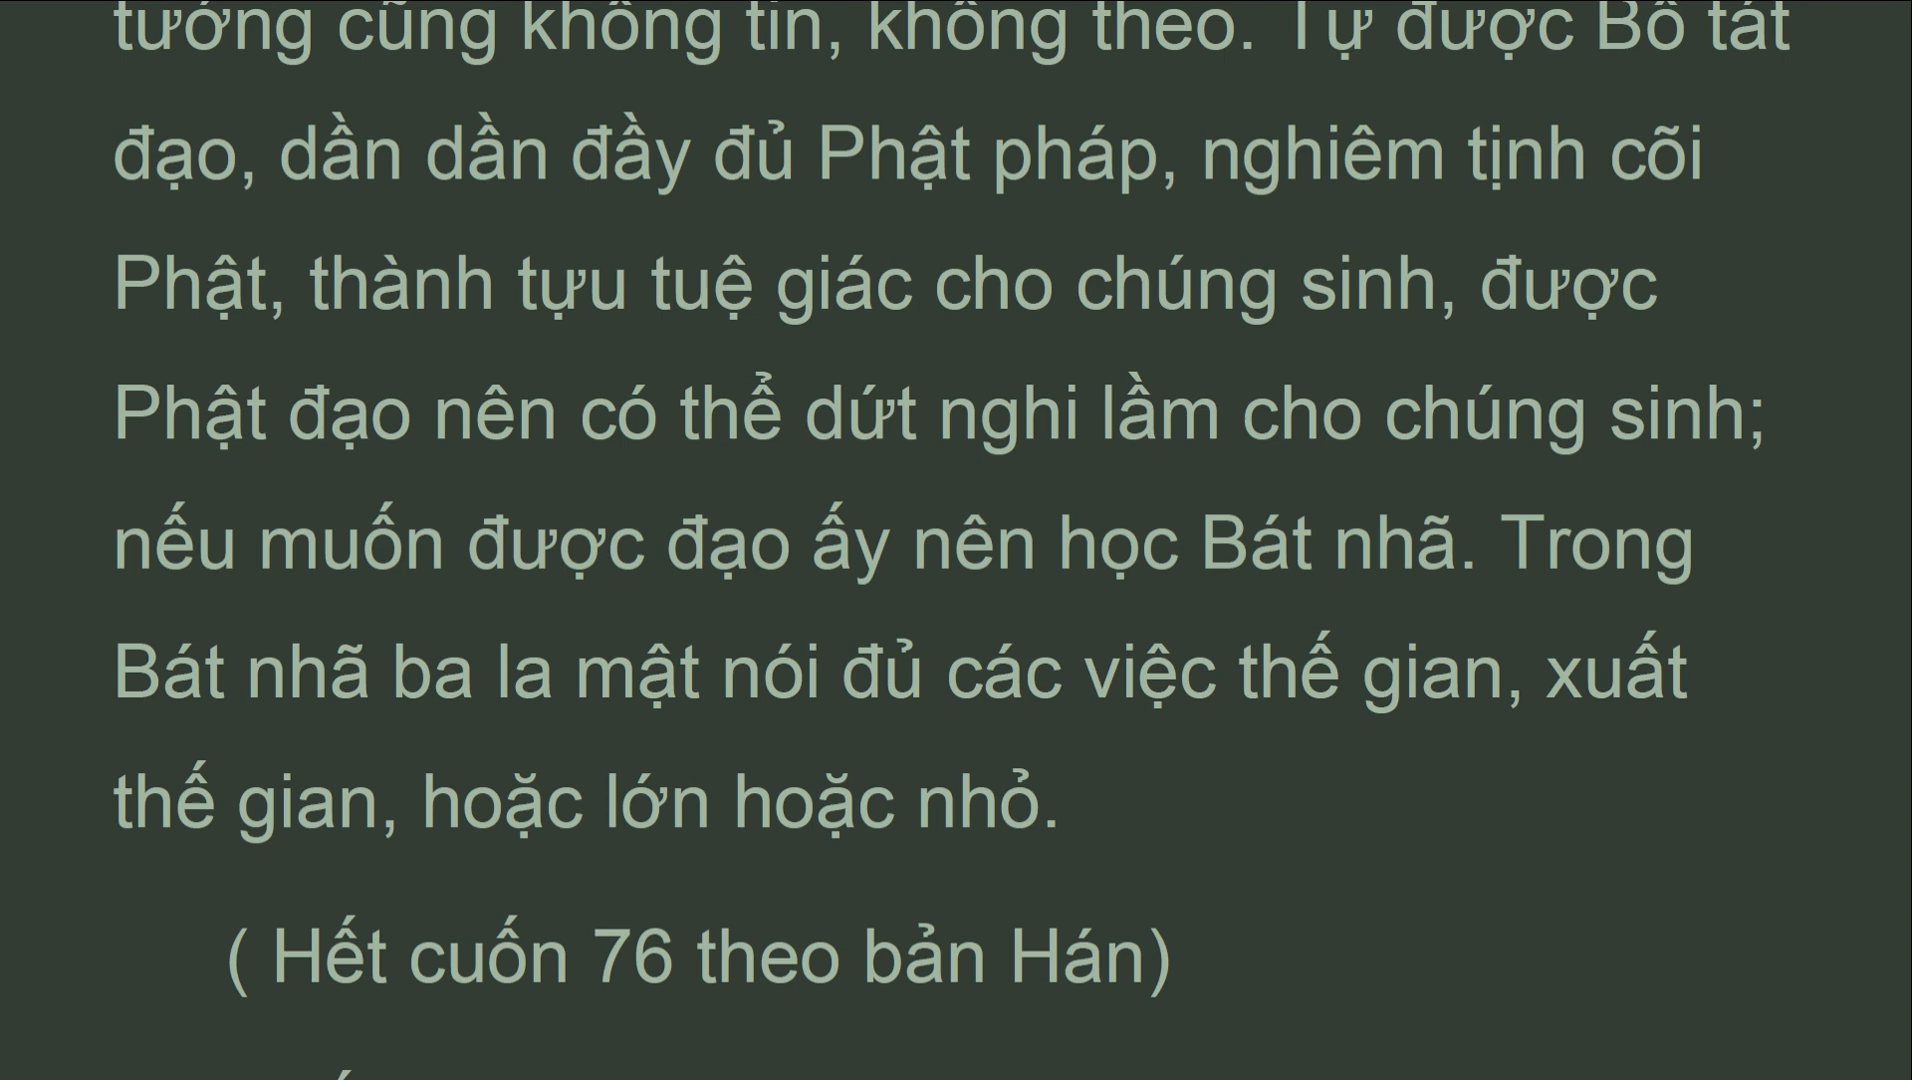 tướng cũng không tin, không theo. Tự được Bồ tát
đạo, dần dần đầy đủ Phật pháp, nghiêm tịnh cõi
Phật, thành tựu tuệ giác cho chúng sinh, được
Phật đạo nên có thể dứt nghi lầm cho chúng sinh;
nếu muốn được đạo ấy nên học Bát nhã. Trong
Bát nhã ba la mật nói đủ các việc thế gian, xuất
thế gian, hoặc lớn hoặc nhỏ.
( Hết cuốn 76 theo bản Hán)